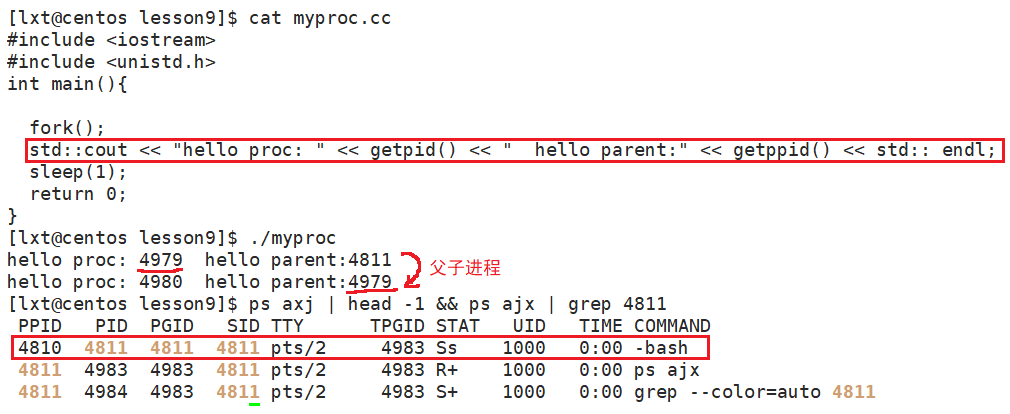 [lxt@centos lesson9]$ cat myproc.cc
#include <iostream>
#include <unistd.h>
int main(){
  fork();
  std::cout << "hello proc: " << getpid() << "  hello parent:" << getppid() << std:: endl;
  sleep(1);
  return 0;
}
[lxt@centos lesson9]$ ./myproc
hello proc: 4979  hello parent:4811
父子进程
hello proc: 4980  hello parent:4979
[lxt@centos lesson9]$ ps axj | head -1 && ps ajx | grep 4811
 PPID   PID  PGID   SID TTY      TPGID STAT   UID   TIME COMMAND
 4810  4811  4811  4811 pts/2     4983 Ss    1000   0:00 -bash
 4811  4983  4983  4811 pts/2     4983 R+    1000   0:00 ps ajx
 4811  4984  4983  4811 pts/2     4983 S+    1000   0:00 grep --color=auto 4811